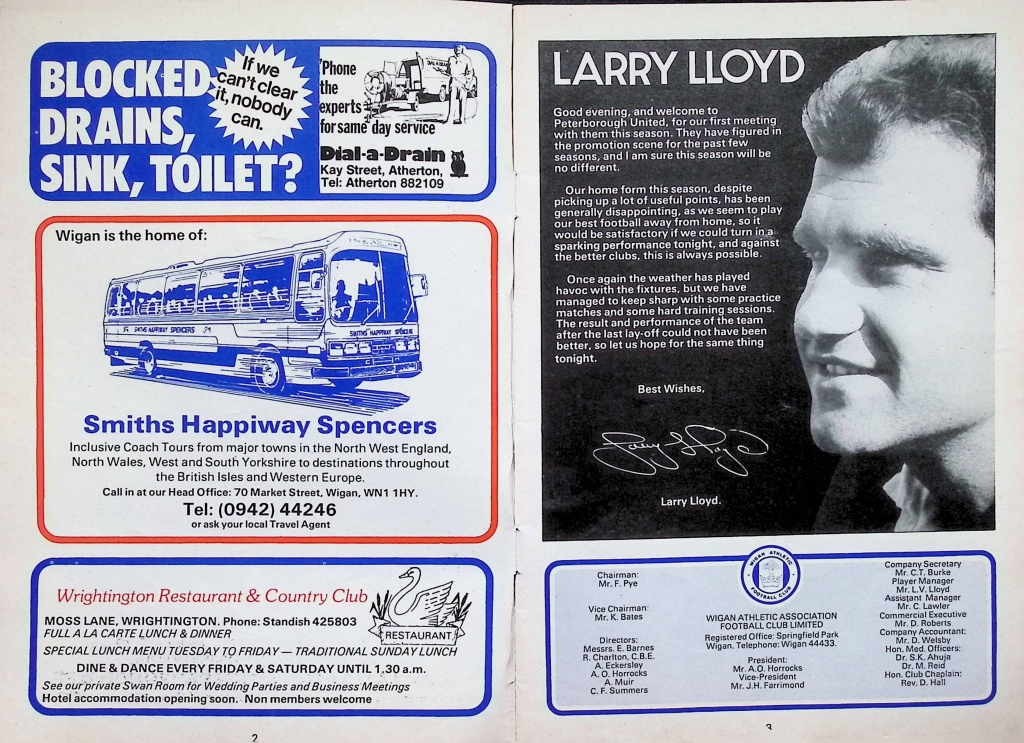 BLOCKED
DRAINS,
SINK, TOILET?
If we
can't clear
it, nobody
can.
'Phone
the
experts
for same day service
DIAL-A-DRAIN
Dial-a-Drain
Kay Street, Atherton,
Tel: Atherton 882109
Wigan is the home of:
SMITHS HAPPIWAY SPENCERS
SMITHS HAPPIWAY SPENCERS
Smiths Happiway Spencers
Inclusive Coach Tours from major towns in the North West England,
North Wales, West and South Yorkshire to destinations throughout
the British Isles and Western Europe.
Call in at our Head Office: 70 Market Street, Wigan, WN1 1HY.
Tel: (0942) 44246
or ask your local Travel Agent
Wrightington Restaurant & Country Club
RESTAURANT
MOSS LANE, WRIGHTINGTON. Phone: Standish 425803
FULL A LA CARTE LUNCH & DINNER
SPECIAL LUNCH MENU TUESDAY TO FRIDAY — TRADITIONAL SUNDAY LUNCH
DINE & DANCE EVERY FRIDAY & SATURDAY UNTIL 1,30 a.m.
See our private Swan Room for Wedding Parties and Business Meetings
Hotel accommodation opening soon. Non members welcome
2
LARRY LLOYD
Good evening, and welcome to
Peterborough United, for our first meeting
with them this season. They have figured in
the promotion scene for the past few
seasons, and I am sure this season will be
no different.
Our home form this season, despite
picking up a lot of useful points, has been
generally disappointing, as we seem to play
our best football away from home, so it
would be satisfactory if we could turn in a
sparking performance tonight, and against
the better clubs, this is always possible.
Once again the weather has played
havoc with the fixtures, but we have
managed to keep sharp with some practice
matches and some hard training sessions.
The result and performance of the team
after the last lay-off could not have been
better, so let us hope for the same thing
tonight.
Best Wishes,
Larry Lloyd
Larry Lloyd.
Chairman:
Mr. F. Pye
Vice Chairman:
Mr. K. Bates
Directors:
Messrs. E. Barnes
R. Charlton, C.B.E.
A. Eckersley
A. O. Horrocks
A. Muir
C. F. Summers
WIGAN ATHLETIC
FOOTBALL CLUB
WIGAN ATHLETIC ASSOCIATION
FOOTBALL CLUB LIMITED
Registered Office: Springfield Park
Wigan. Telephone: Wigan 44433.
President:
Mr. A.O. Horrocks
Vice-President
Mr. J.H. Farrimond
Company Secretary
Mr. C.T. Burke
Player Manager
Mr. L.V. Lloyd
Assistant Manager
Mr. C. Lawler
Commercial Executive
Mr. D. Roberts
Company Accountant:
Mr. D. Welsby
Hon. Med. Officers:
Dr. S.K. Ahuja
Dr. M. Reid
Hon. Club Chaplain:
Rev. D. Hall
3